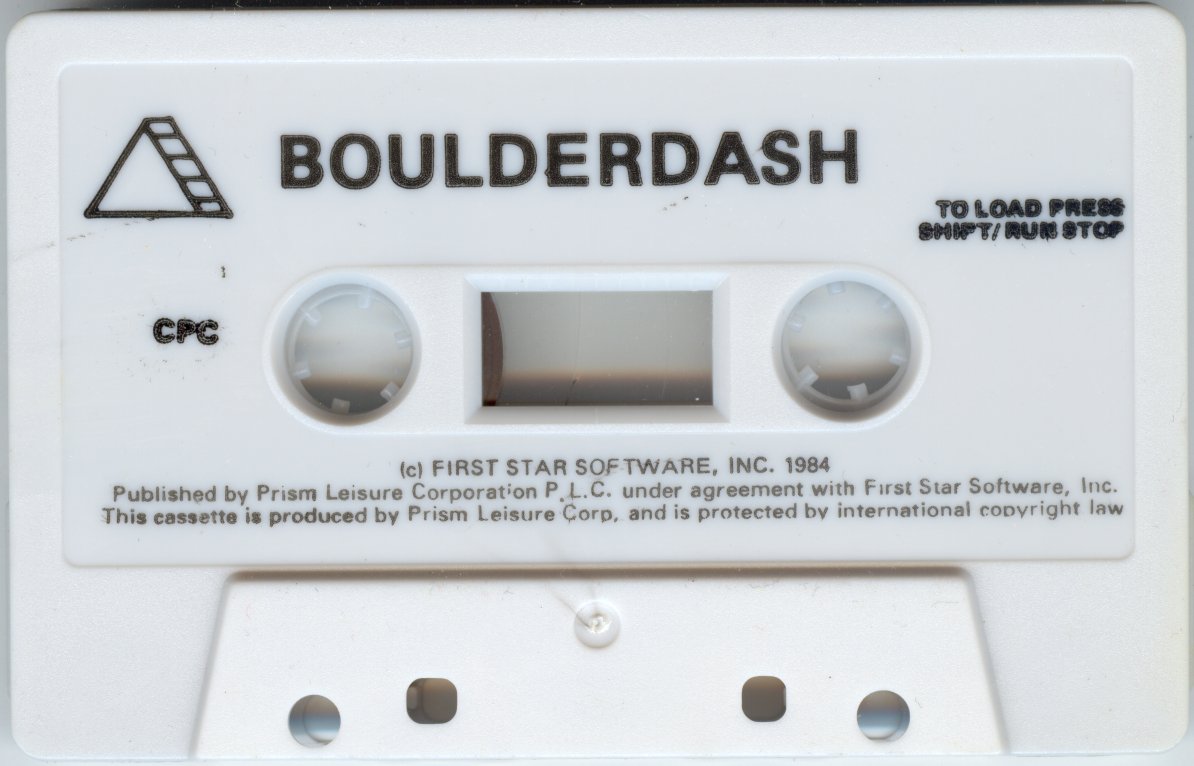 BOULDERDASH
TO LOAD PRESS
SHIFT/RUN STOP
CPC
(c) FIRST STAR SOFTWARE, INC. 1984
Published by Prism Leisure Corporation P.L.C. under agreement with First Star Software, Inc.
This cassette is produced by Prism Leisure Corp. and is protected by international copyright law